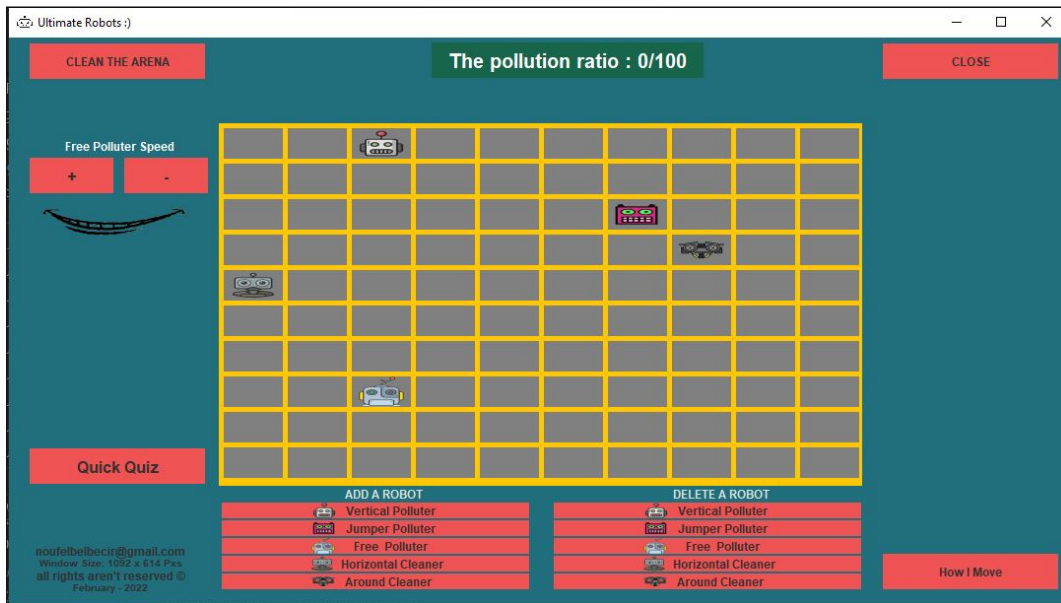 Ultimate Robots :)
CLEAN THE ARENA
The pollution ratio : 0/100
CLOSE
Free Polluter Speed
+
-
Quick Quiz
ADD A ROBOT
Vertical Polluter
Jumper Polluter
Free Polluter
Horizontal Cleaner
Around Cleaner
DELETE A ROBOT
Vertical Polluter
Jumper Polluter
Free Polluter
Horizontal Cleaner
Around Cleaner
noufelbelbecir@gmail.com
Window Size: 1092 x 614 Pxs
all rights aren't reserved ©
February - 2022
How I Move